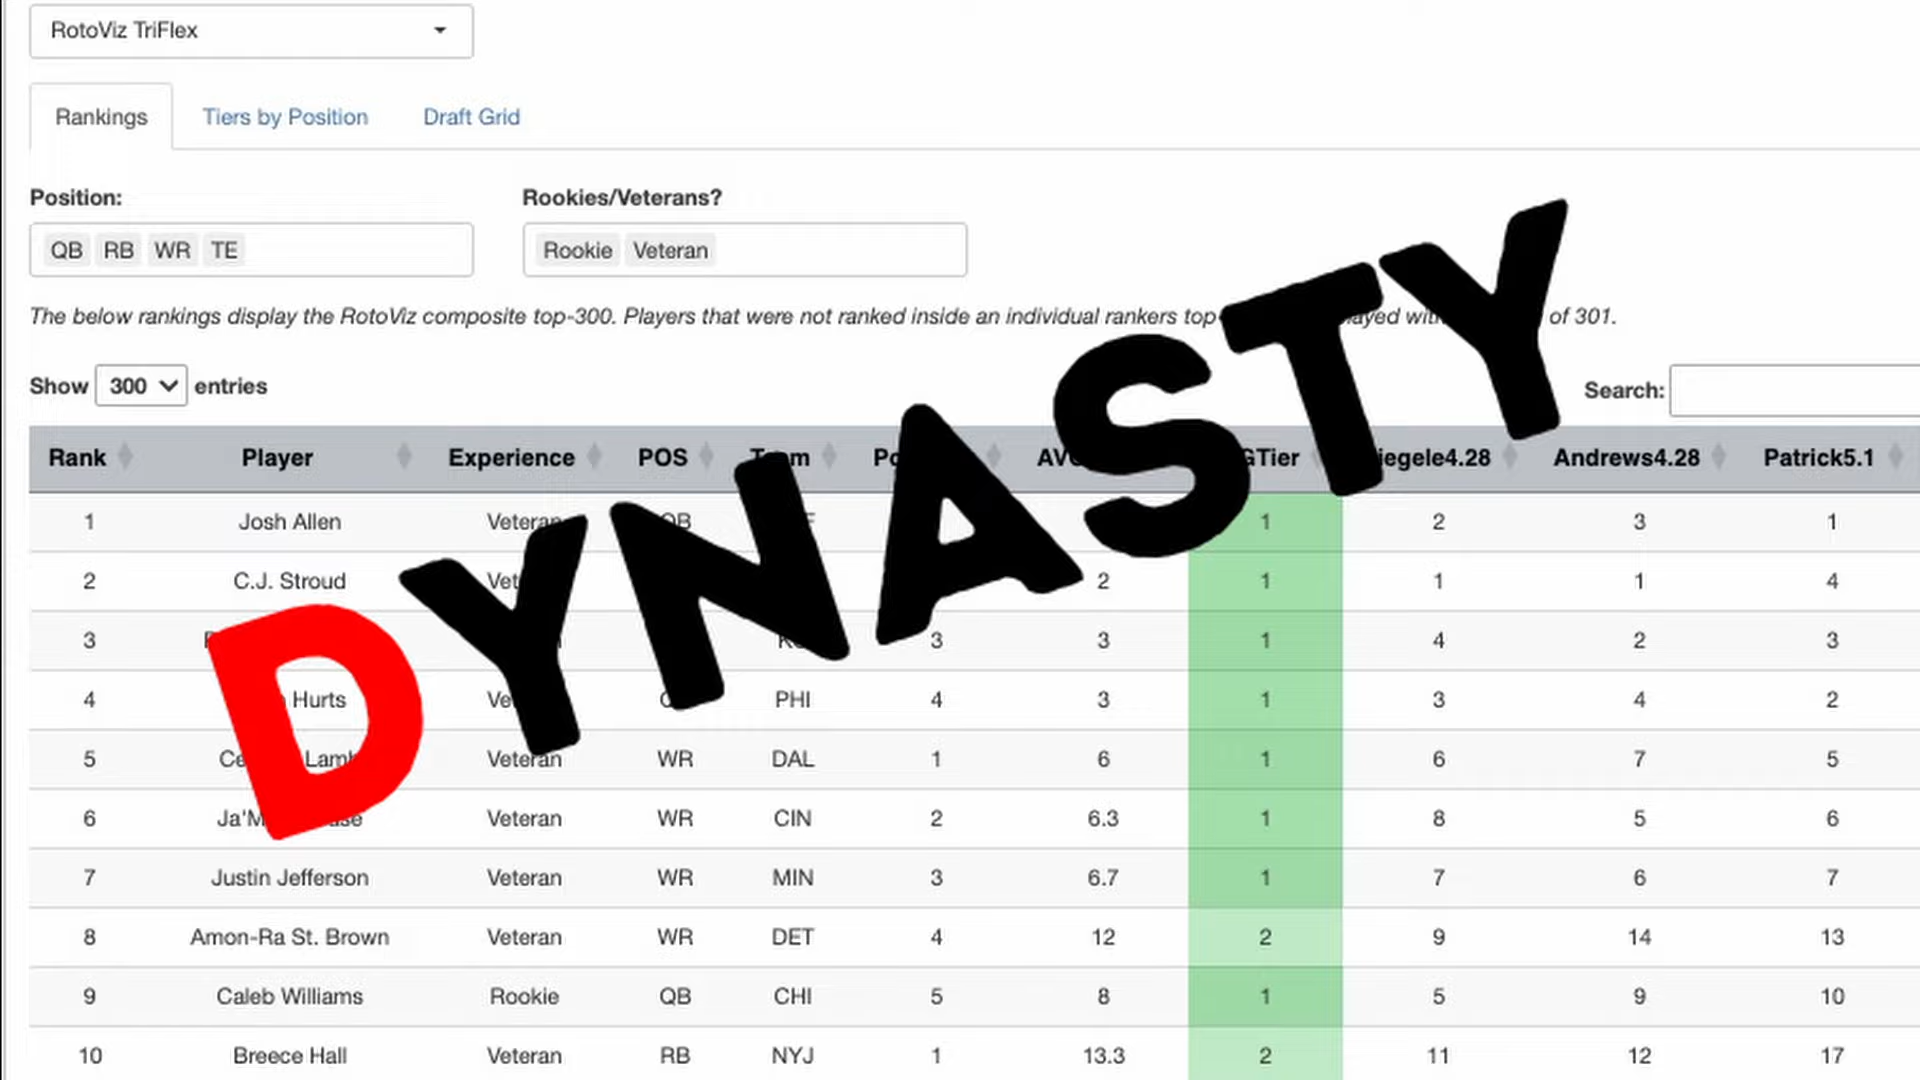 RotoViz TriFlex
Rankings Tiers by Position Draft Grid
Position: Rookies/Veterans?
QB RB WR TE Rookie Veteran
The below rankings display the RotoViz composite top-300. Players that were not ranked inside an individual rankers top of 301.
Show 300 entries Search:
Rank Player Experience POS Andrews4.28 Patrick5.1
DYNASTY
1 Josh Allen Veteran 1 2 3 1
2 C.J. Stroud 2 1 1 1 4
3 3 3 1 4 2 3
4 Hurts PHI 4 3 1 3 4 2
5 Lamb Veteran WR DAL 1 6 1 6 7 5
6 Veteran WR CIN 2 6.3 1 8 5 6
7 Justin Jefferson Veteran WR MIN 3 6.7 1 7 6 7
8 Amon-Ra St. Brown Veteran WR DET 4 12 2 9 14 13
9 Caleb Williams Rookie QB CHI 5 8 1 5 9 10
10 Breece Hall Veteran RB NYJ 1 13.3 2 11 12 17